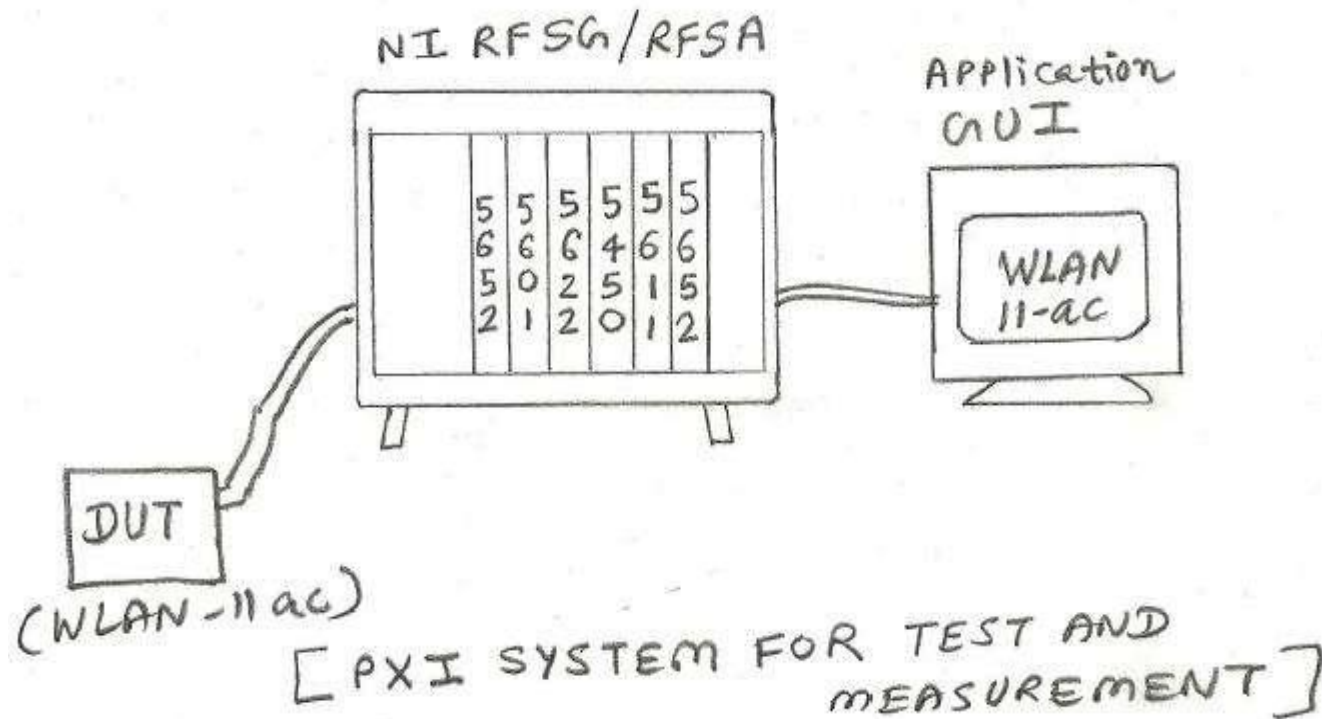 NI RFSG/RFSA
Application
GUI
5 5 5 5 5 5
6 6 6 4 6 6
5 0 2 5 1 5
2 1 2 0 1 2
WLAN
11-ac
DUT
(WLAN-11ac)
[PXI SYSTEM FOR TEST AND
MEASUREMENT]